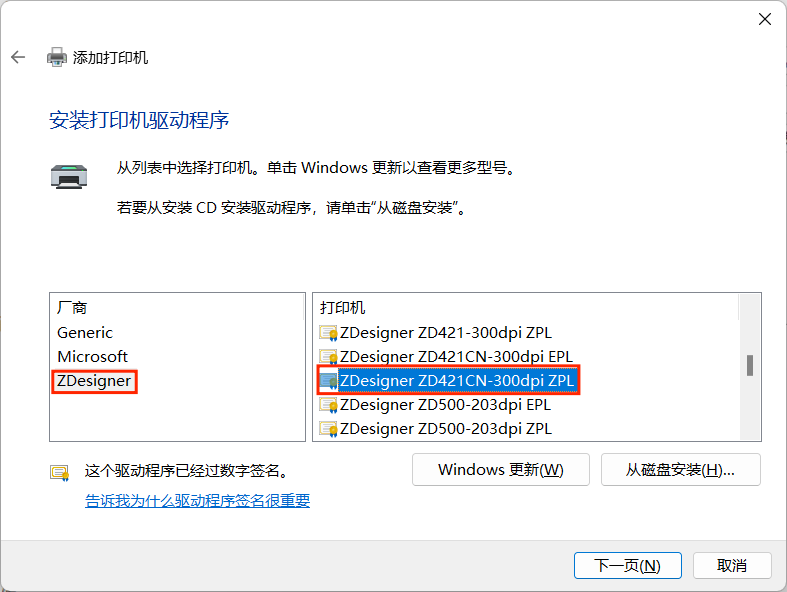 添加打印机
安装打印机驱动程序
从列表中选择打印机。单击 Windows 更新以查看更多型号。
若要从安装 CD 安装驱动程序，请单击“从磁盘安装”。
厂商
Generic
Microsoft
ZDesigner
打印机
ZDesigner ZD421-300dpi ZPL
ZDesigner ZD421CN-300dpi EPL
ZDesigner ZD421CN-300dpi ZPL
ZDesigner ZD500-203dpi EPL
ZDesigner ZD500-203dpi ZPL
这个驱动程序已经过数字签名。
告诉我为什么驱动程序签名很重要
Windows 更新(W)
从磁盘安装(H)...
下一页(N)
取消